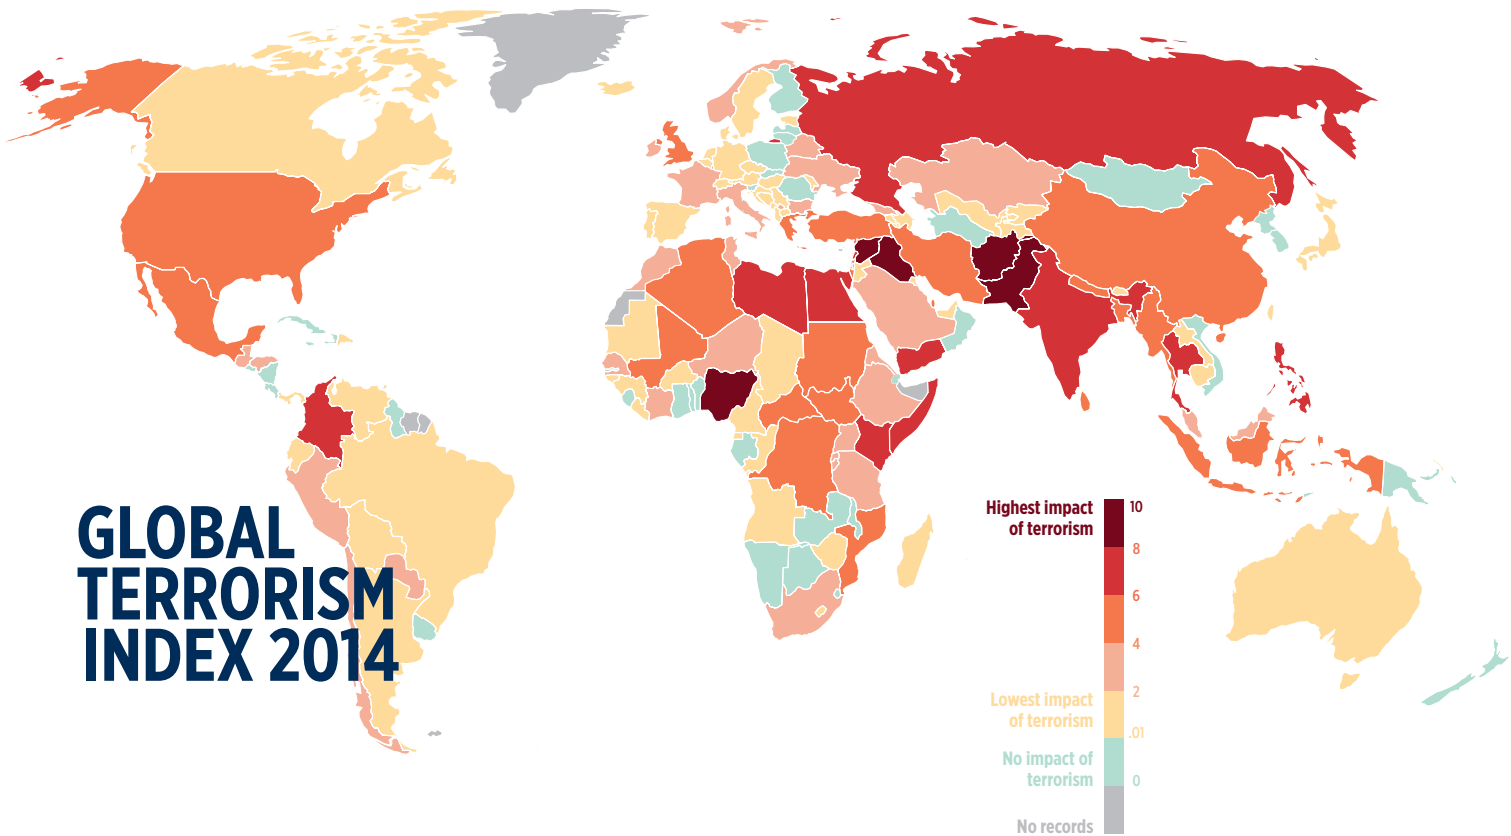 GLOBAL
TERRORISM
INDEX 2014
Highest impact
of terrorism
10
8
6
4
2
Lowest impact
of terrorism
.01
No impact of
terrorism
0
No records